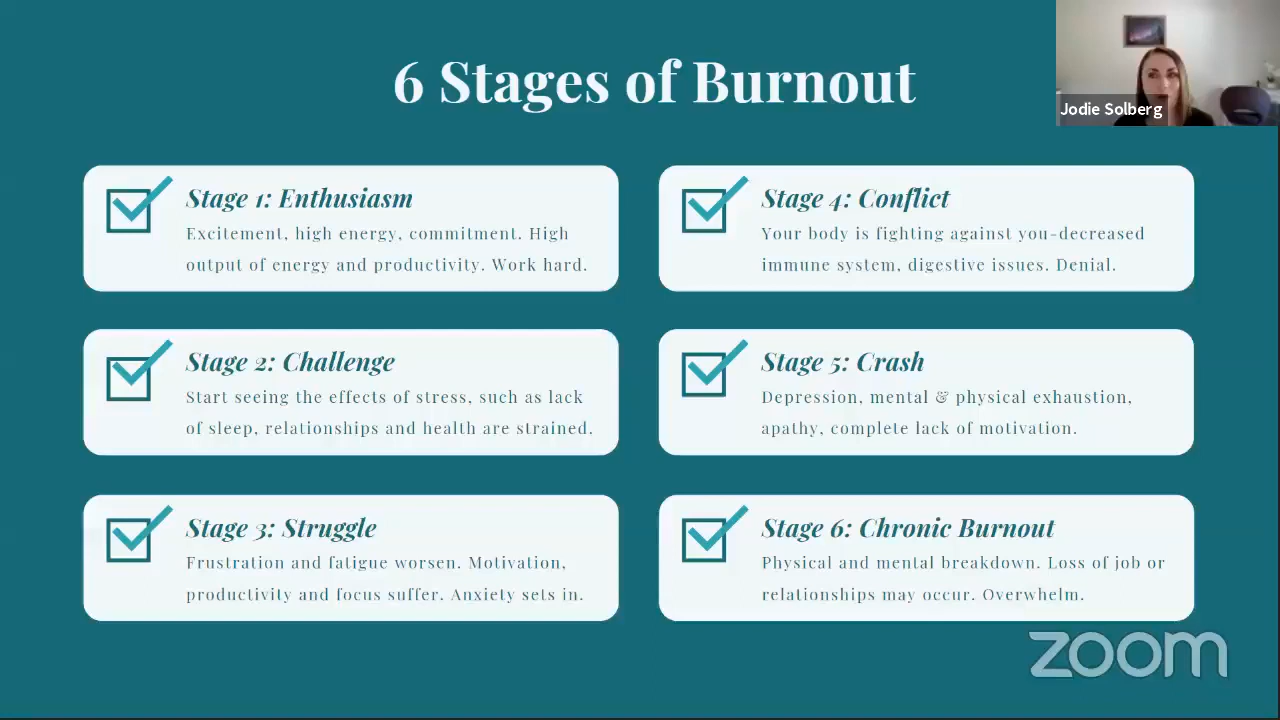 6 Stages of Burnout
Jodie Solberg
Stage 1: Enthusiasm
Excitement, high energy, commitment. High
output of energy and productivity. Work hard.
Stage 2: Challenge
Start seeing the effects of stress, such as lack
of sleep, relationships and health are strained.
Stage 3: Struggle
Frustration and fatigue worsen. Motivation,
productivity and focus suffer. Anxiety sets in.
Stage 4: Conflict
Your body is fighting against you-decreased
immune system, digestive issues. Denial.
Stage 5: Crash
Depression, mental & physical exhaustion,
apathy, complete lack of motivation.
Stage 6: Chronic Burnout
Physical and mental breakdown. Loss of job or
relationships may occur. Overwhelm.
zoom